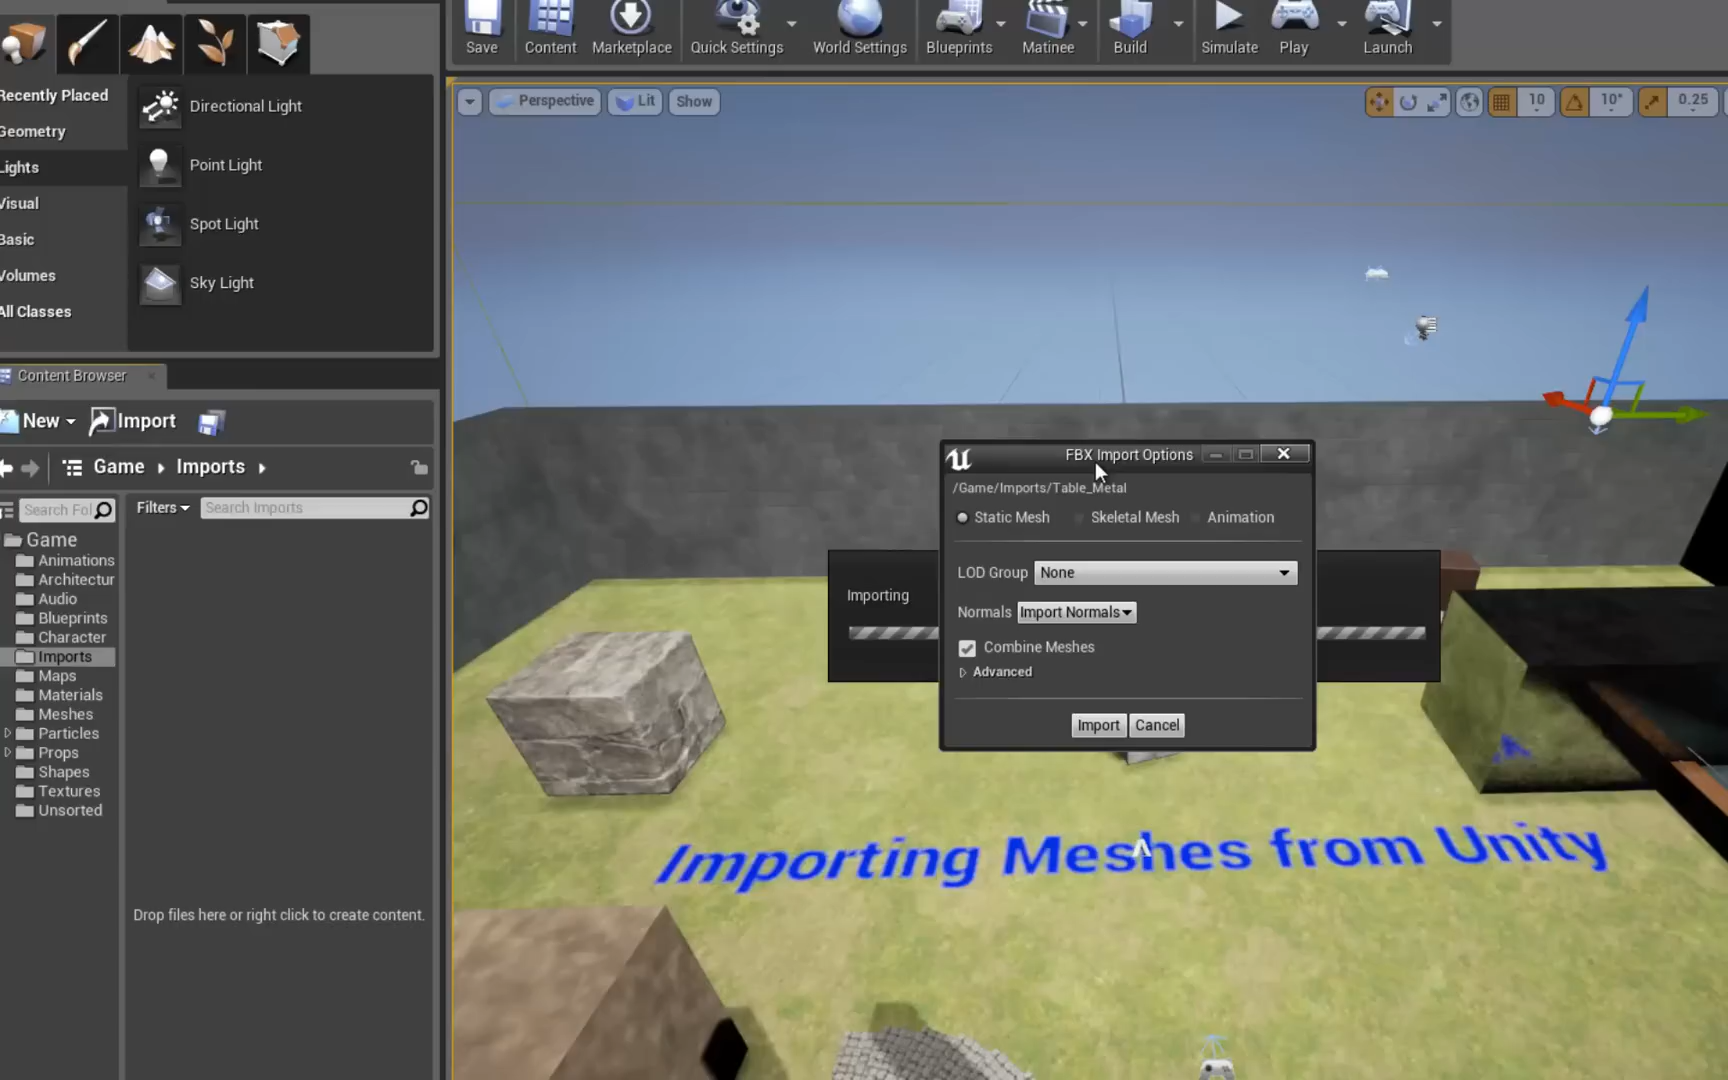 Save
Content
Marketplace
Quick Settings
World Settings
Blueprints
Matinee
Build
Simulate
Play
Launch
Recently Placed
Geometry
Lights
Visual
Basic
Volumes
All Classes
Directional Light
Point Light
Spot Light
Sky Light
Perspective
Lit
Show
10
10°
0.25
Content Browser
New
Import
Game
Imports
Search Fol
Filters
Search Imports
Game
Animations
Architectur
Audio
Blueprints
Character
Imports
Maps
Materials
Meshes
Particles
Props
Shapes
Textures
Unsorted
Drop files here or right click to create content.
Importing
FBX Import Options
/Game/Imports/Table_Metal
Static Mesh
Skeletal Mesh
Animation
LOD Group
None
Normals
Import Normals
Combine Meshes
Advanced
Import
Cancel
Importing Meshes from Unity